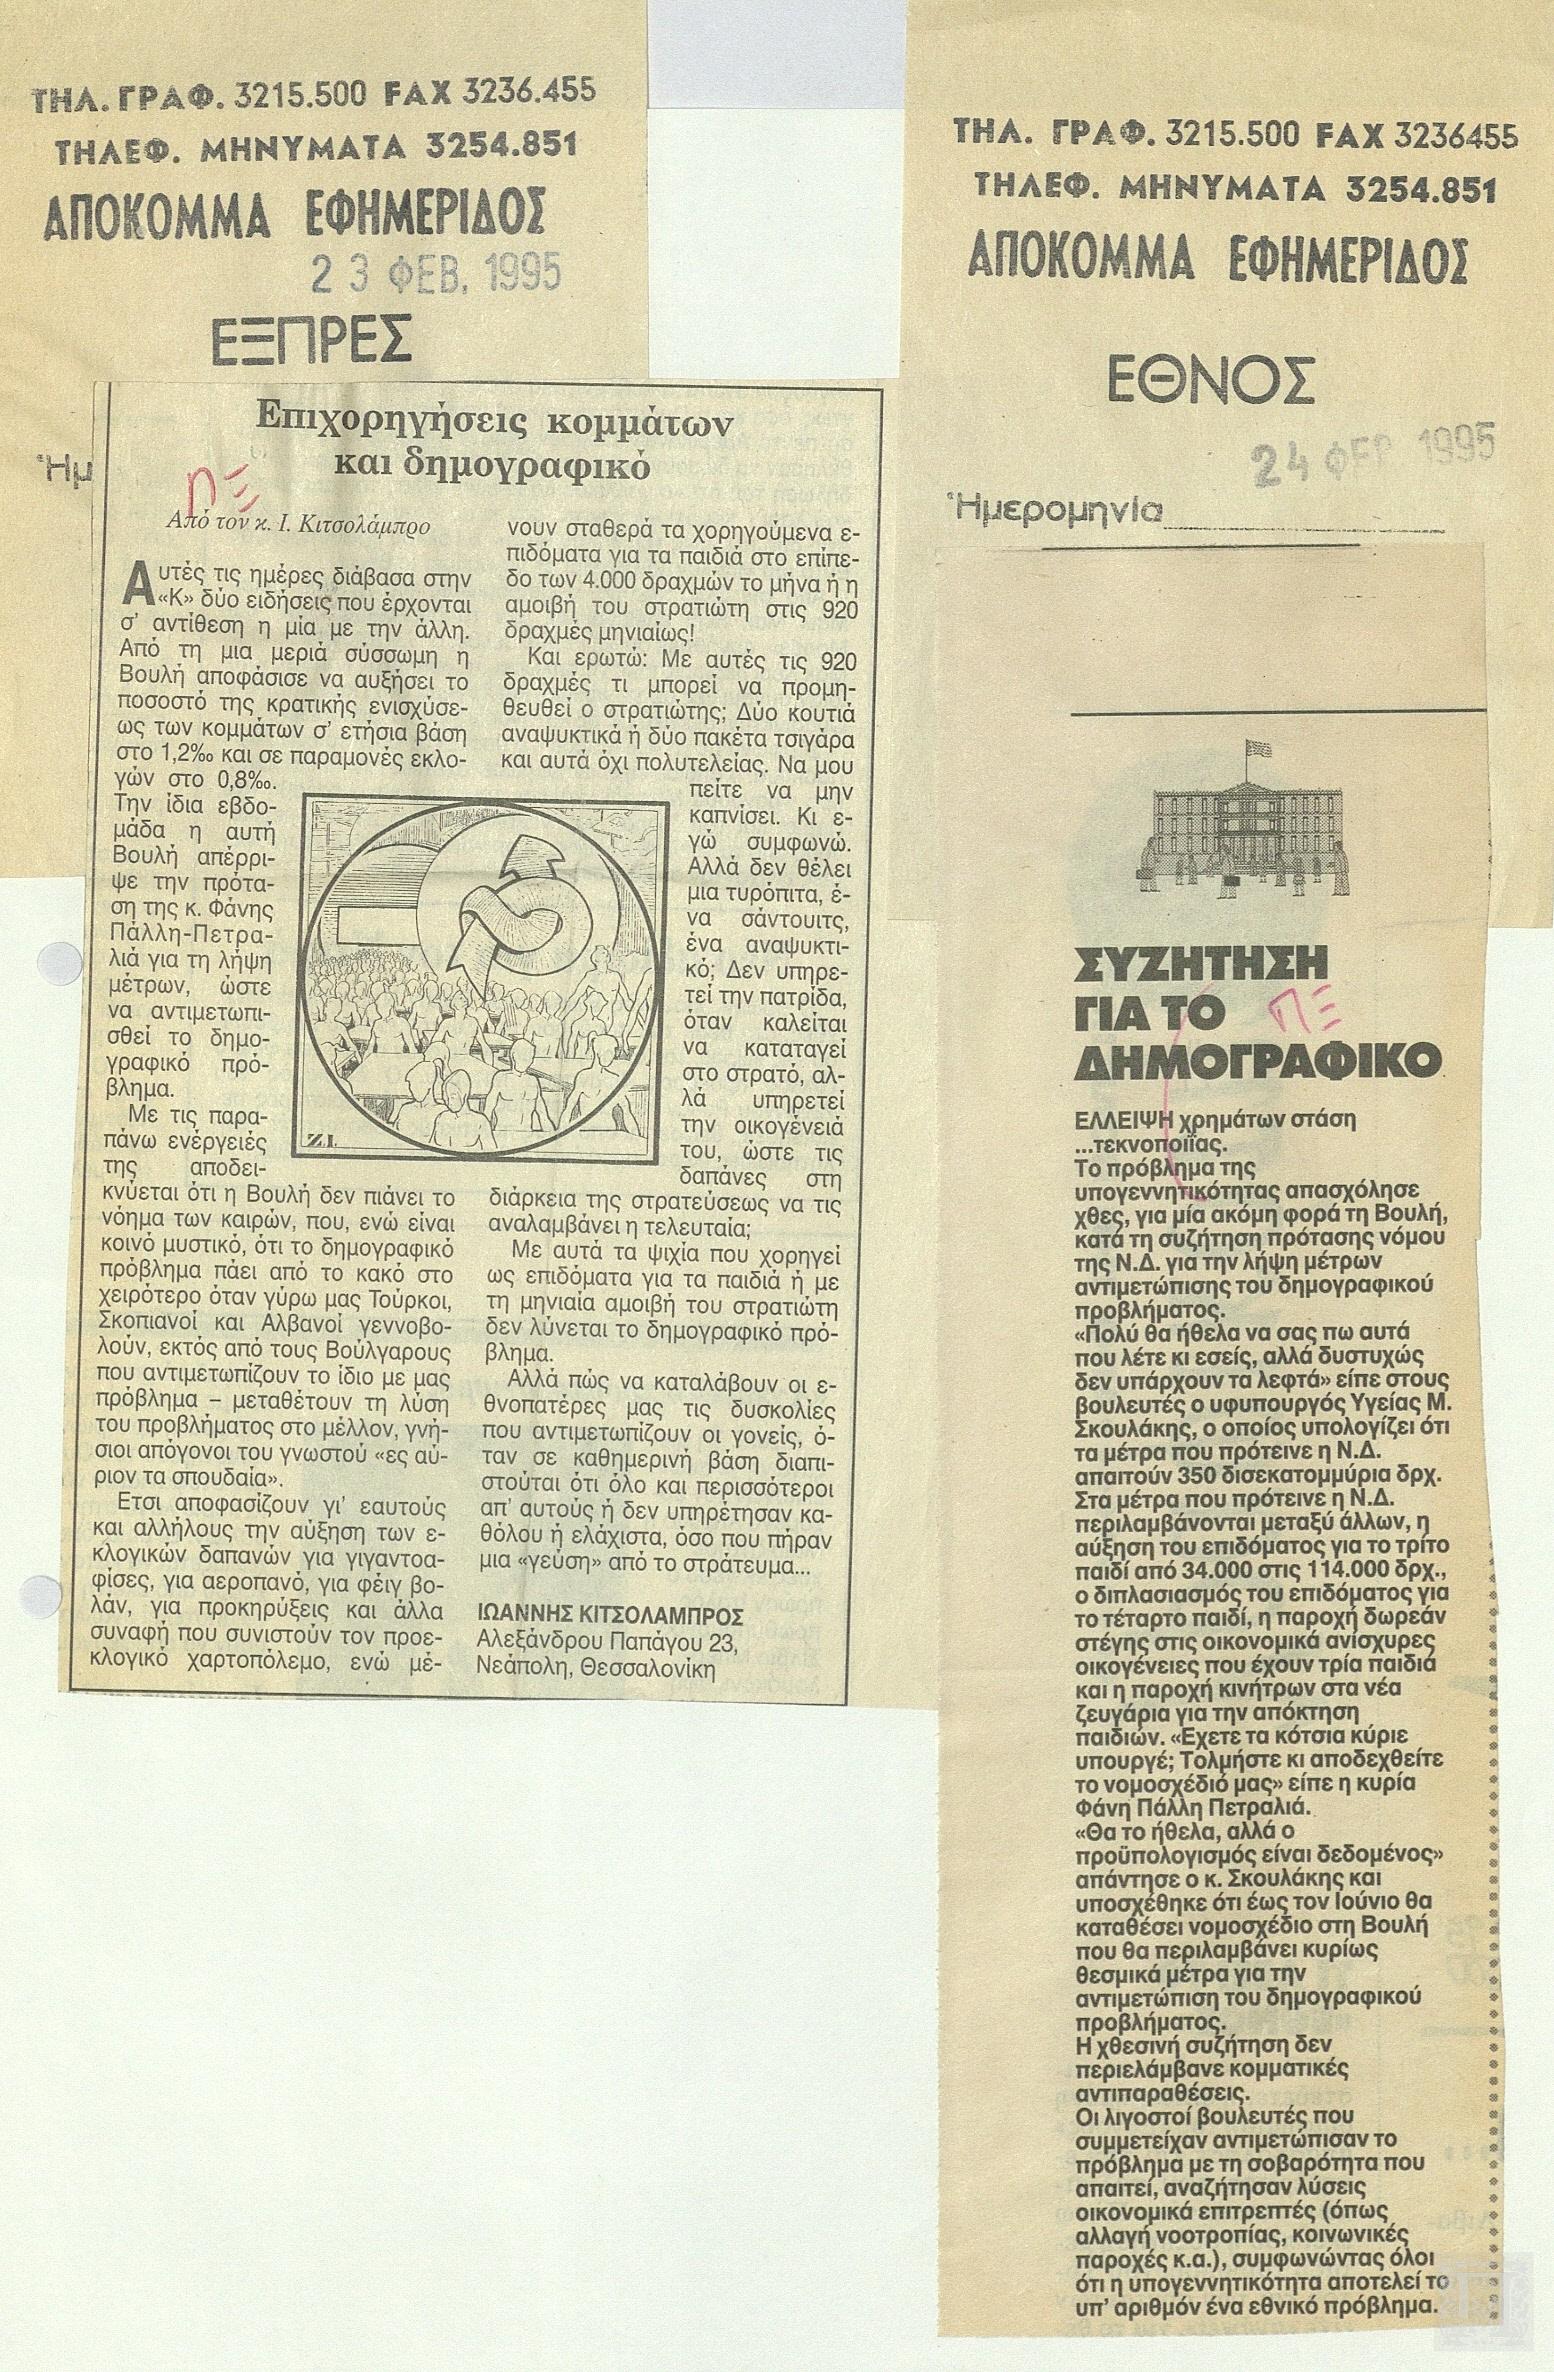 ΤΗΛ. ΓΡΑΦ. 3215.500 FAX 3236.455
ΤΗΛΕΦ. ΜΗΝΥΜΑΤΑ 3254.851
ΑΠΟΚΟΜΜΑ ΕΦΗΜΕΡΙΔΟΣ
23 ΦΕΒ. 1995
ΕΞΠΡΕΣ
Ἡμ
Επιχορηγήσεις κομμάτων
και δημογραφικό
ΠΞ
Από τον κ. Ι. Κιτσολάμπρο
Αυτές τις ημέρες διάβασα στην
«Κ» δύο ειδήσεις που έρχονται
σ’ αντίθεση η μία με την άλλη.
Από τη μια μεριά σύσσωμη η
Βουλή αποφάσισε να αυξήσει το
ποσοστό της κρατικής ενισχύσε-
ως των κομμάτων σ’ ετήσια βάση
στο 1,2‰ και σε παραμονές εκλο-
γών στο 0,8‰.
Την ίδια εβδο-
μάδα η αυτή
Βουλή απέρρι-
ψε την πρότα-
ση της κ. Φάνης
Πάλλη-Πετρα-
λιά για τη λήψη
μέτρων, ώστε
να αντιμετωπι-
σθεί το δημο-
γραφικό πρό-
βλημα.
Με τις παρα-
πάνω ενέργειές
της αποδει-
κνύεται ότι η Βουλή δεν πιάνει το
νόημα των καιρών, που, ενώ είναι
κοινό μυστικό, ότι το δημογραφικό
πρόβλημα πάει από το κακό στο
χειρότερο όταν γύρω μας Τούρκοι,
Σκοπιανοί και Αλβανοί γεννοβο-
λούν, εκτός από τους Βούλγαρους
που αντιμετωπίζουν το ίδιο με μας
πρόβλημα – μεταθέτουν τη λύση
του προβλήματος στο μέλλον, γνή-
σιοι απόγονοι του γνωστού «ες αύ-
ριον τα σπουδαία».
Ετσι αποφασίζουν γι’ εαυτούς
και αλλήλους την αύξηση των ε-
κλογικών δαπανών για γιγαντοα-
φίσες, για αεροπανό, για φέιγ βο-
λάν, για προκηρύξεις και άλλα
συναφή που συνιστούν τον προε-
κλογικό χαρτοπόλεμο, ενώ μέ-
νουν σταθερά τα χορηγούμενα ε-
πιδόματα για τα παιδιά στο επίπε-
δο των 4.000 δραχμών το μήνα ή η
αμοιβή του στρατιώτη στις 920
δραχμές μηνιαίως!
Και ερωτώ: Με αυτές τις 920
δραχμές τι μπορεί να προμη-
θευθεί ο στρατιώτης; Δύο κουτιά
αναψυκτικά ή δύο πακέτα τσιγάρα
και αυτά όχι πολυτελείας. Να μου
πείτε να μην
καπνίσει. Κι ε-
γώ συμφωνώ.
Αλλά δεν θέλει
μια τυρόπιτα, έ-
να σάντουιτς,
ένα αναψυκτι-
κό; Δεν υπηρε-
τεί την πατρίδα,
όταν καλείται
να καταταγεί
στο στρατό, αλ-
λά υπηρετεί
την οικογένειά
του, ώστε τις
δαπάνες στη
διάρκεια της στρατεύσεως να τις
αναλαμβάνει η τελευταία;
Με αυτά τα ψιχία που χορηγεί
ως επιδόματα για τα παιδιά ή με
τη μηνιαία αμοιβή του στρατιώτη
δεν λύνεται το δημογραφικό πρό-
βλημα.
Αλλά πώς να καταλάβουν οι ε-
θνοπατέρες μας τις δυσκολίες
που αντιμετωπίζουν οι γονείς, ό-
ταν σε καθημερινή βάση διαπι-
στούται ότι όλο και περισσότεροι
απ’ αυτούς ή δεν υπηρέτησαν κα-
θόλου ή ελάχιστα, όσο που πήραν
μια «γεύση» από το στράτευμα...
ΙΩΑΝΝΗΣ ΚΙΤΣΟΛΑΜΠΡΟΣ
Αλεξάνδρου Παπάγου 23,
Νεάπολη, Θεσσαλονίκη
Ζ.Ι.
ΤΗΛ. ΓΡΑΦ. 3215.500 FAX 3236455
ΤΗΛΕΦ. ΜΗΝΥΜΑΤΑ 3254.851
ΑΠΟΚΟΜΜΑ ΕΦΗΜΕΡΙΔΟΣ
ΕΘΝΟΣ
24 ΦΕΡ 1995
Ἡμερομηνία
ΣΥΖΗΤΗΣΗ
ΓΙΑ ΤΟ
ΔΗΜΟΓΡΑΦΙΚΟ
ΠΞ
ΕΛΛΕΙΨΗ χρημάτων στάση
...τεκνοποιΐας.
Το πρόβλημα της
υπογεννητικότητας απασχόλησε
χθες, για μία ακόμη φορά τη Βουλή,
κατά τη συζήτηση πρότασης νόμου
της Ν.Δ. για την λήψη μέτρων
αντιμετώπισης του δημογραφικού
προβλήματος.
«Πολύ θα ήθελα να σας πω αυτά
που λέτε κι εσείς, αλλά δυστυχώς
δεν υπάρχουν τα λεφτά» είπε στους
βουλευτές ο υφυπουργός Υγείας Μ.
Σκουλάκης, ο οποίος υπολογίζει ότι
τα μέτρα που πρότεινε η Ν.Δ.
απαιτούν 350 δισεκατομμύρια δρχ.
Στα μέτρα που πρότεινε η Ν.Δ.
περιλαμβάνονται μεταξύ άλλων, η
αύξηση του επιδόματος για το τρίτο
παιδί από 34.000 στις 114.000 δρχ.,
ο διπλασιασμός του επιδόματος για
το τέταρτο παιδί, η παροχή δωρεάν
στέγης στις οικονομικά ανίσχυρες
οικογένειες που έχουν τρία παιδιά
και η παροχή κινήτρων στα νέα
ζευγάρια για την απόκτηση
παιδιών. «Εχετε τα κότσια κύριε
υπουργέ; Τολμήστε κι αποδεχθείτε
το νομοσχέδιό μας» είπε η κυρία
Φάνη Πάλλη Πετραλιά.
«Θα το ήθελα, αλλά ο
προϋπολογισμός είναι δεδομένος»
απάντησε ο κ. Σκουλάκης και
υποσχέθηκε ότι έως τον Ιούνιο θα
καταθέσει νομοσχέδιο στη Βουλή
που θα περιλαμβάνει κυρίως
θεσμικά μέτρα για την
αντιμετώπιση του δημογραφικού
προβλήματος.
Η χθεσινή συζήτηση δεν
περιελάμβανε κομματικές
αντιπαραθέσεις.
Οι λιγοστοί βουλευτές που
συμμετείχαν αντιμετώπισαν το
πρόβλημα με τη σοβαρότητα που
απαιτεί, αναζήτησαν λύσεις
οικονομικά επιτρεπτές (όπως
αλλαγή νοοτροπίας, κοινωνικές
παροχές κ.α.), συμφωνώντας όλοι
ότι η υπογεννητικότητα αποτελεί το
υπ’ αριθμόν ένα εθνικό πρόβλημα.